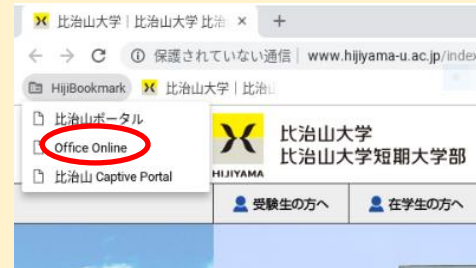 比治山大学 | 比治山大学 比治
保護されていない通信 | www.hijiyama-u.ac.jp/index
HijiBookmark 比治山大学 | 比治
比治山ポータル
Office Online
比治山 Captive Portal
比治山大学
比治山大学短期大学部
HIJIYAMA
受験生の方へ 在学生の方へ